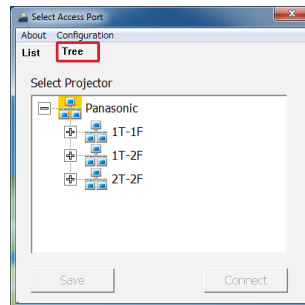 Select Access Port
About Configuration
List Tree
Select Projector
Panasonic
1T-1F
1T-2F
2T-2F
Save Connect